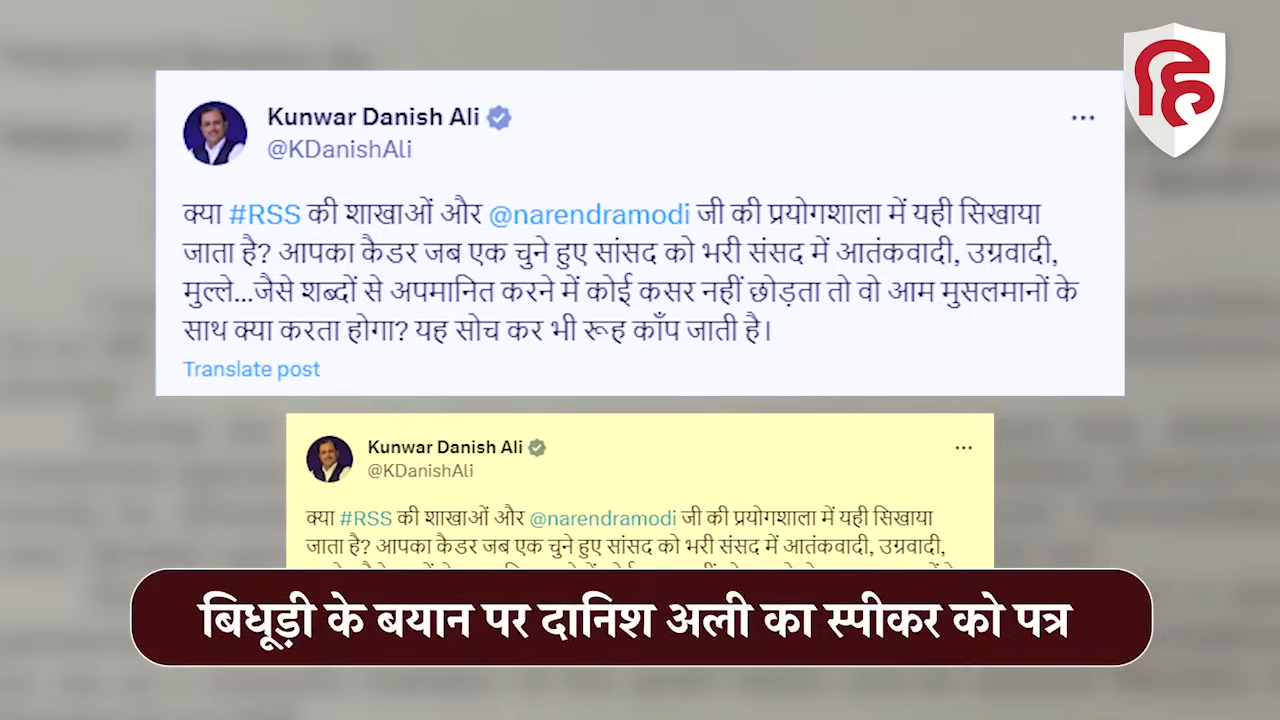 Kunwar Danish Ali
@KDanishAli
क्या #RSS की शाखाओं और @narendramodi जी की प्रयोगशाला में यही सिखाया
जाता है? आपका कैडर जब एक चुने हुए सांसद को भरी संसद में आतंकवादी, उग्रवादी,
मुल्ले...जैसे शब्दों से अपमानित करने में कोई कसर नहीं छोड़ता तो वो आम मुसलमानों के
साथ क्या करता होगा? यह सोच कर भी रूह काँप जाती है।
Translate post
Kunwar Danish Ali
@KDanishAli
क्या #RSS की शाखाओं और @narendramodi जी की प्रयोगशाला में यही सिखाया
जाता है? आपका कैडर जब एक चुने हुए सांसद को भरी संसद में आतंकवादी, उग्रवादी,
बिधूड़ी के बयान पर दानिश अली का स्पीकर को पत्र
हि